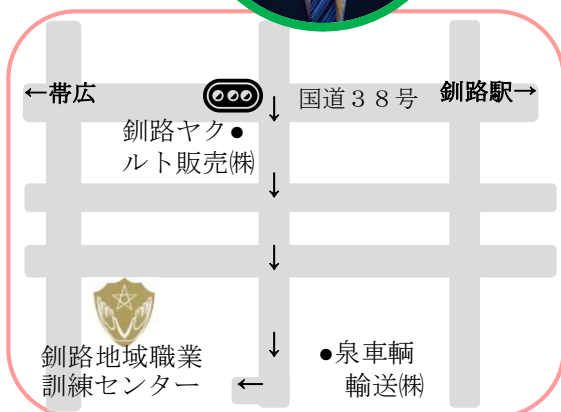 ←帯広
国道３８号
釧路駅→
↓
釧路ヤク●
ルト販売㈱
↓
↓
↓
●泉車輌
輸送㈱
釧路地域職業
訓練センター
←